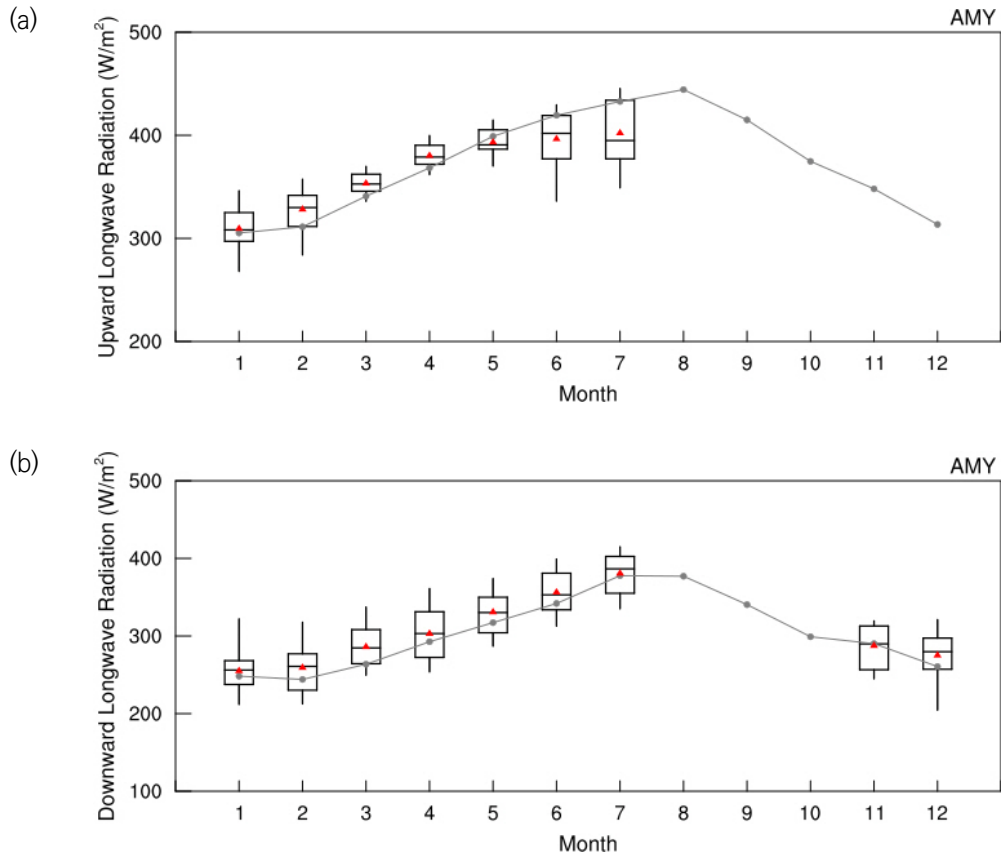 (a)
AMY
Upward Longwave Radiation (W/m²)
500
400
300
200
1 2 3 4 5 6 7 8 9 10 11 12
Month
(b)
AMY
Downward Longwave Radiation (W/m²)
500
400
300
200
100
1 2 3 4 5 6 7 8 9 10 11 12
Month